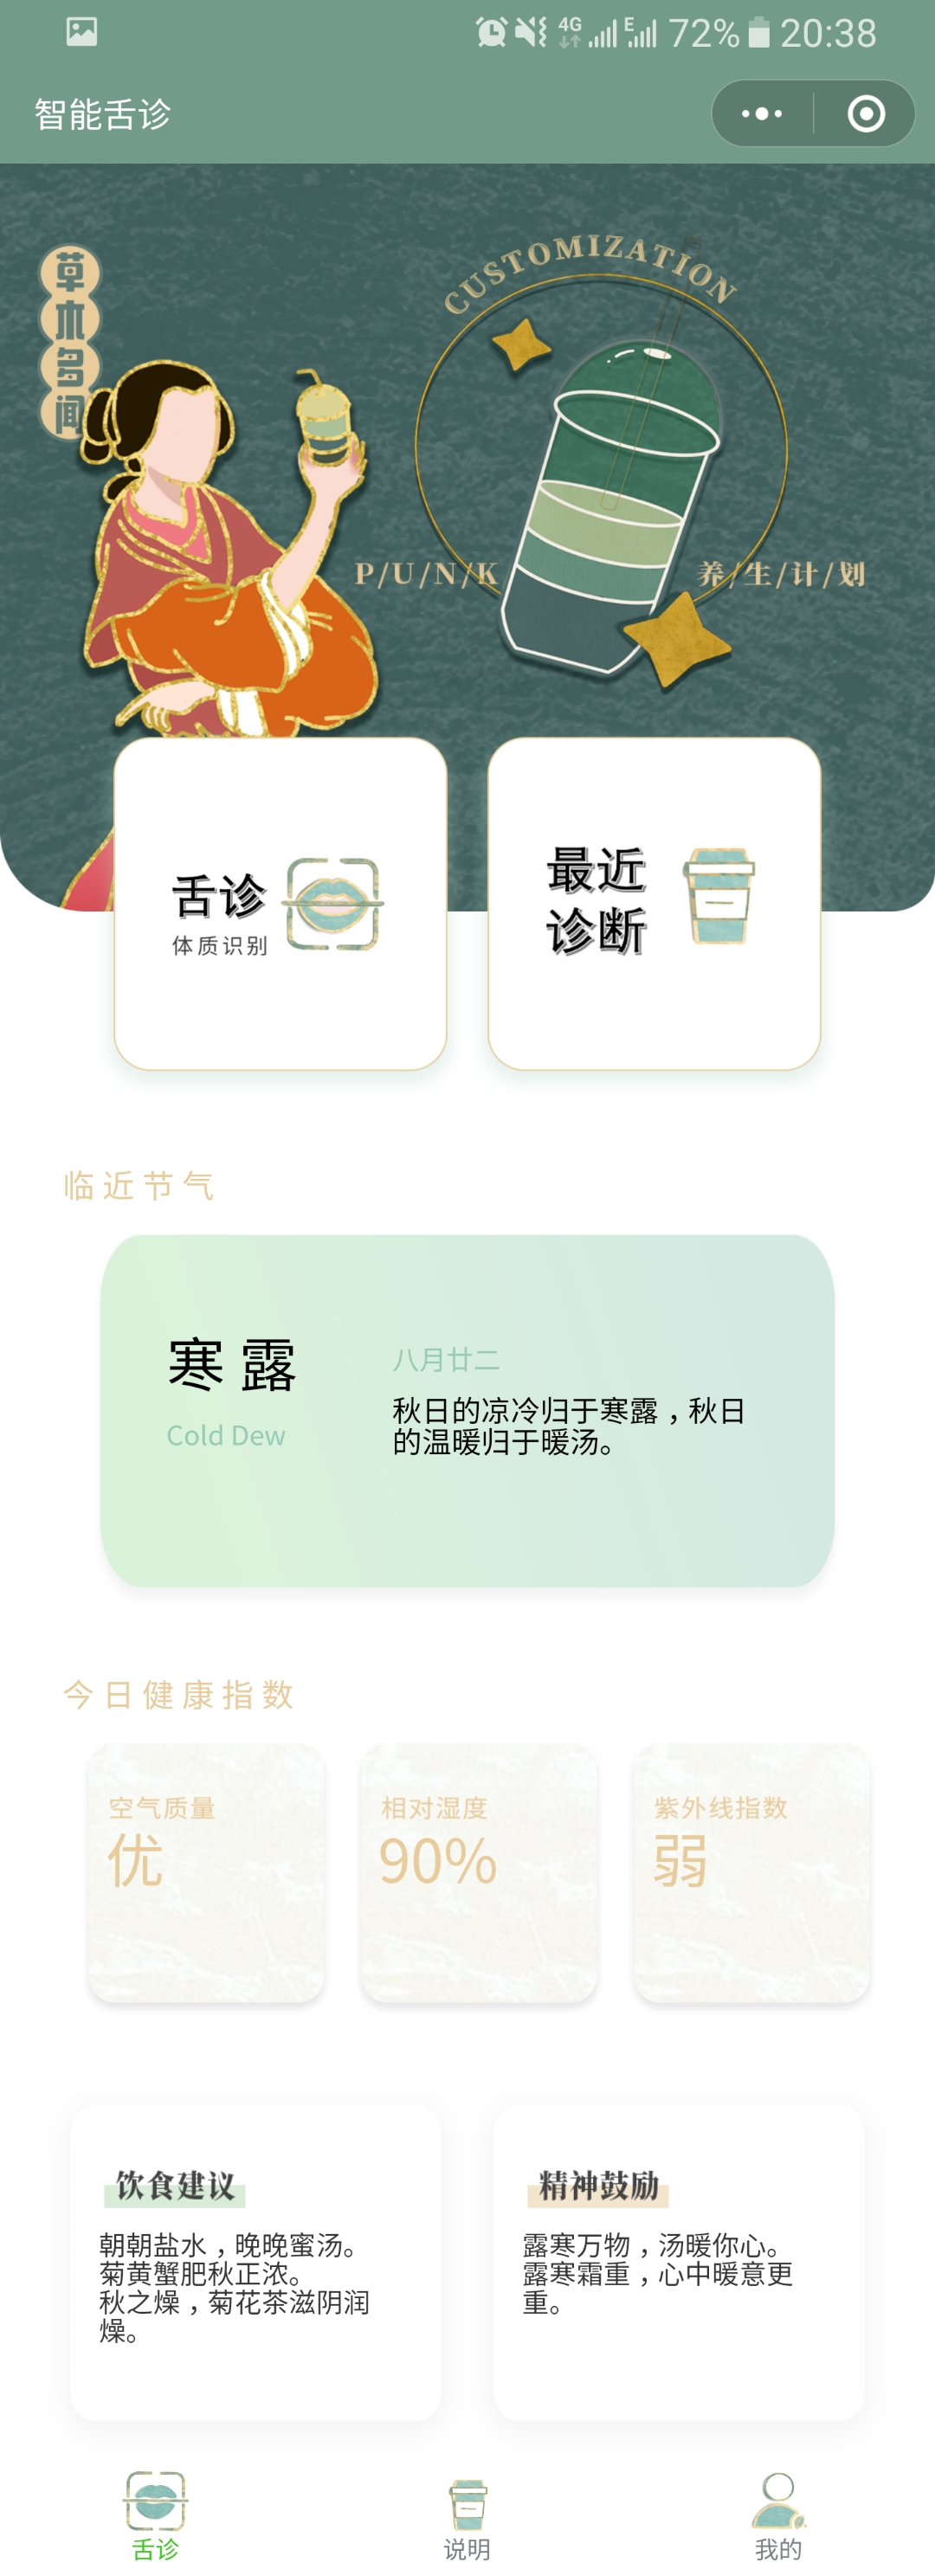 4G E 72% 20:38
智能舌诊
草木多闻
CUSTOMIZATION
P/U/N/K
养/生/计/划
舌诊
体质识别
最近
诊断
临近节气
寒露
Cold Dew
八月廿二
秋日的凉冷归于寒露，秋日
的温暖归于暖汤。
今日健康指数
空气质量
优
相对湿度
90%
紫外线指数
弱
饮食建议
朝朝盐水，晚晚蜜汤。
菊黄蟹肥秋正浓。
秋之燥，菊花茶滋阴润
燥。
精神鼓励
露寒万物，汤暖你心。
露寒霜重，心中暖意更
重。
舌诊
说明
我的